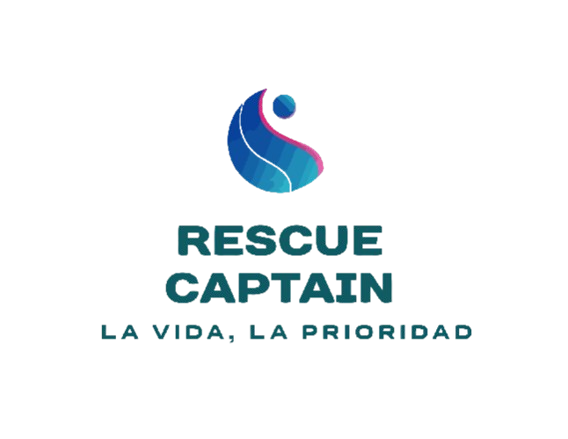 RESCUE
CAPTAIN
LA VIDA, LA PRIORIDAD